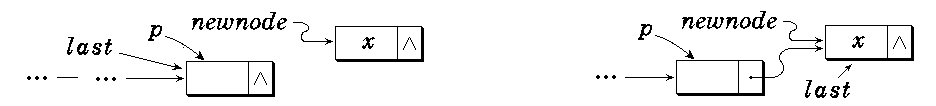 newnode
x ∧
p
last
... — ...
∧
newnode
x ∧
p
...
last